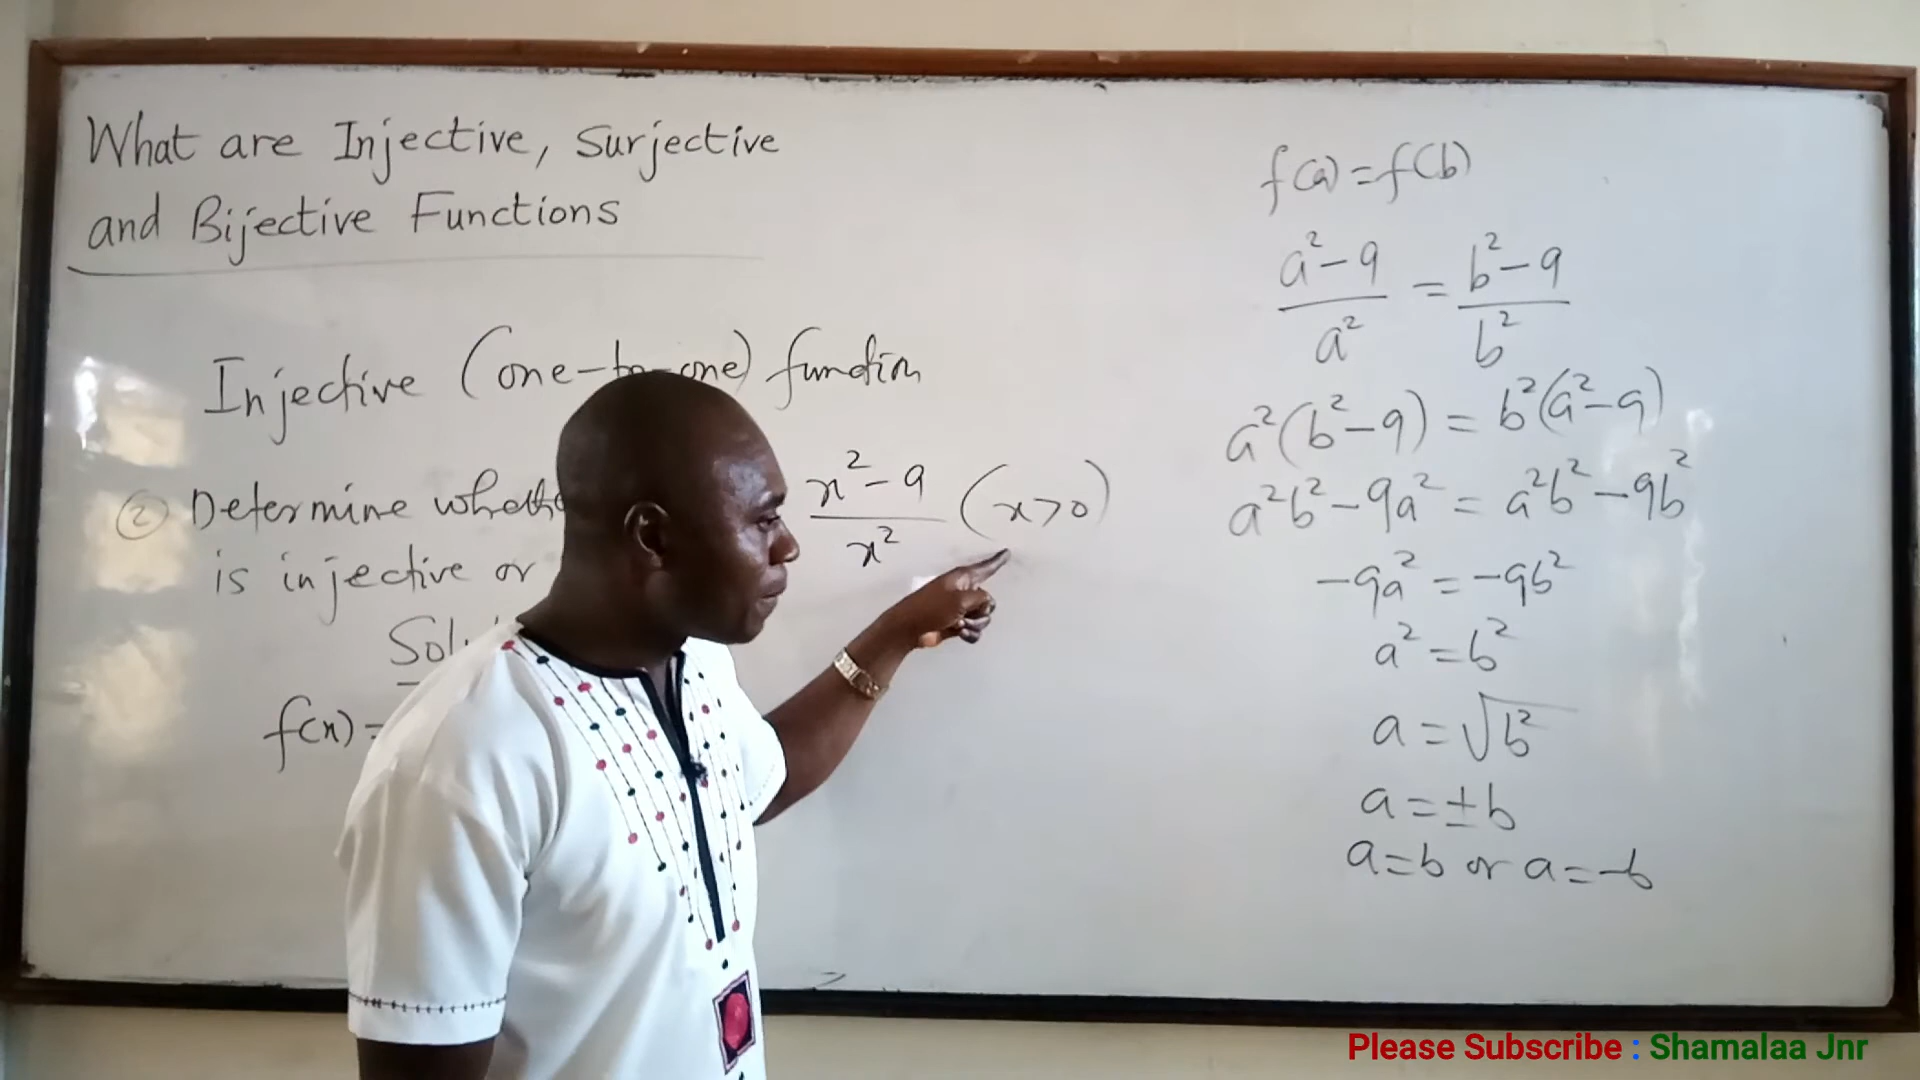 What are Injective, Surjective
and Bijective Functions
Injective (one-to-one) function
② Determine whethe x²-9/x² (x>0)
is injective or
Sol
f(x)=
f(a)=f(b)
a²-9/a² = b²-9/b²
a²(b²-9) = b²(a²-9)
a²b²-9a² = a²b²-9b²
-9a² = -9b²
a² = b²
a = √b²
a = ±b
a=b or a=-b
Please Subscribe : Shamalaa Jnr